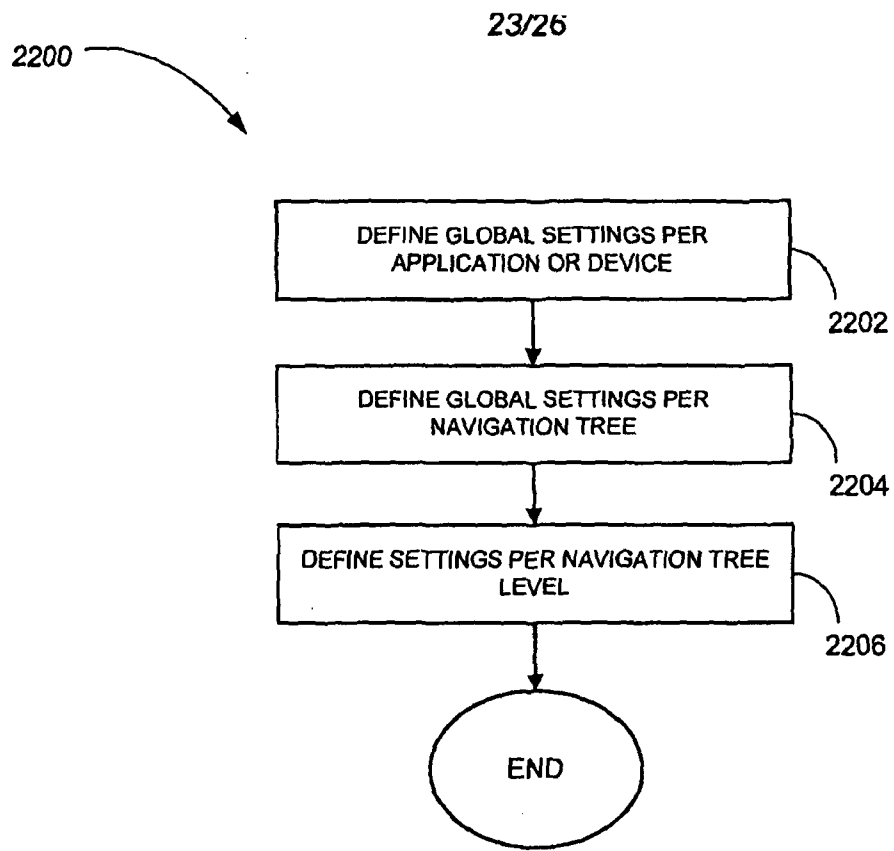 23/26
2200
DEFINE GLOBAL SETTINGS PER
APPLICATION OR DEVICE
2202
DEFINE GLOBAL SETTINGS PER
NAVIGATION TREE
2204
DEFINE SETTINGS PER NAVIGATION TREE
LEVEL
2206
END